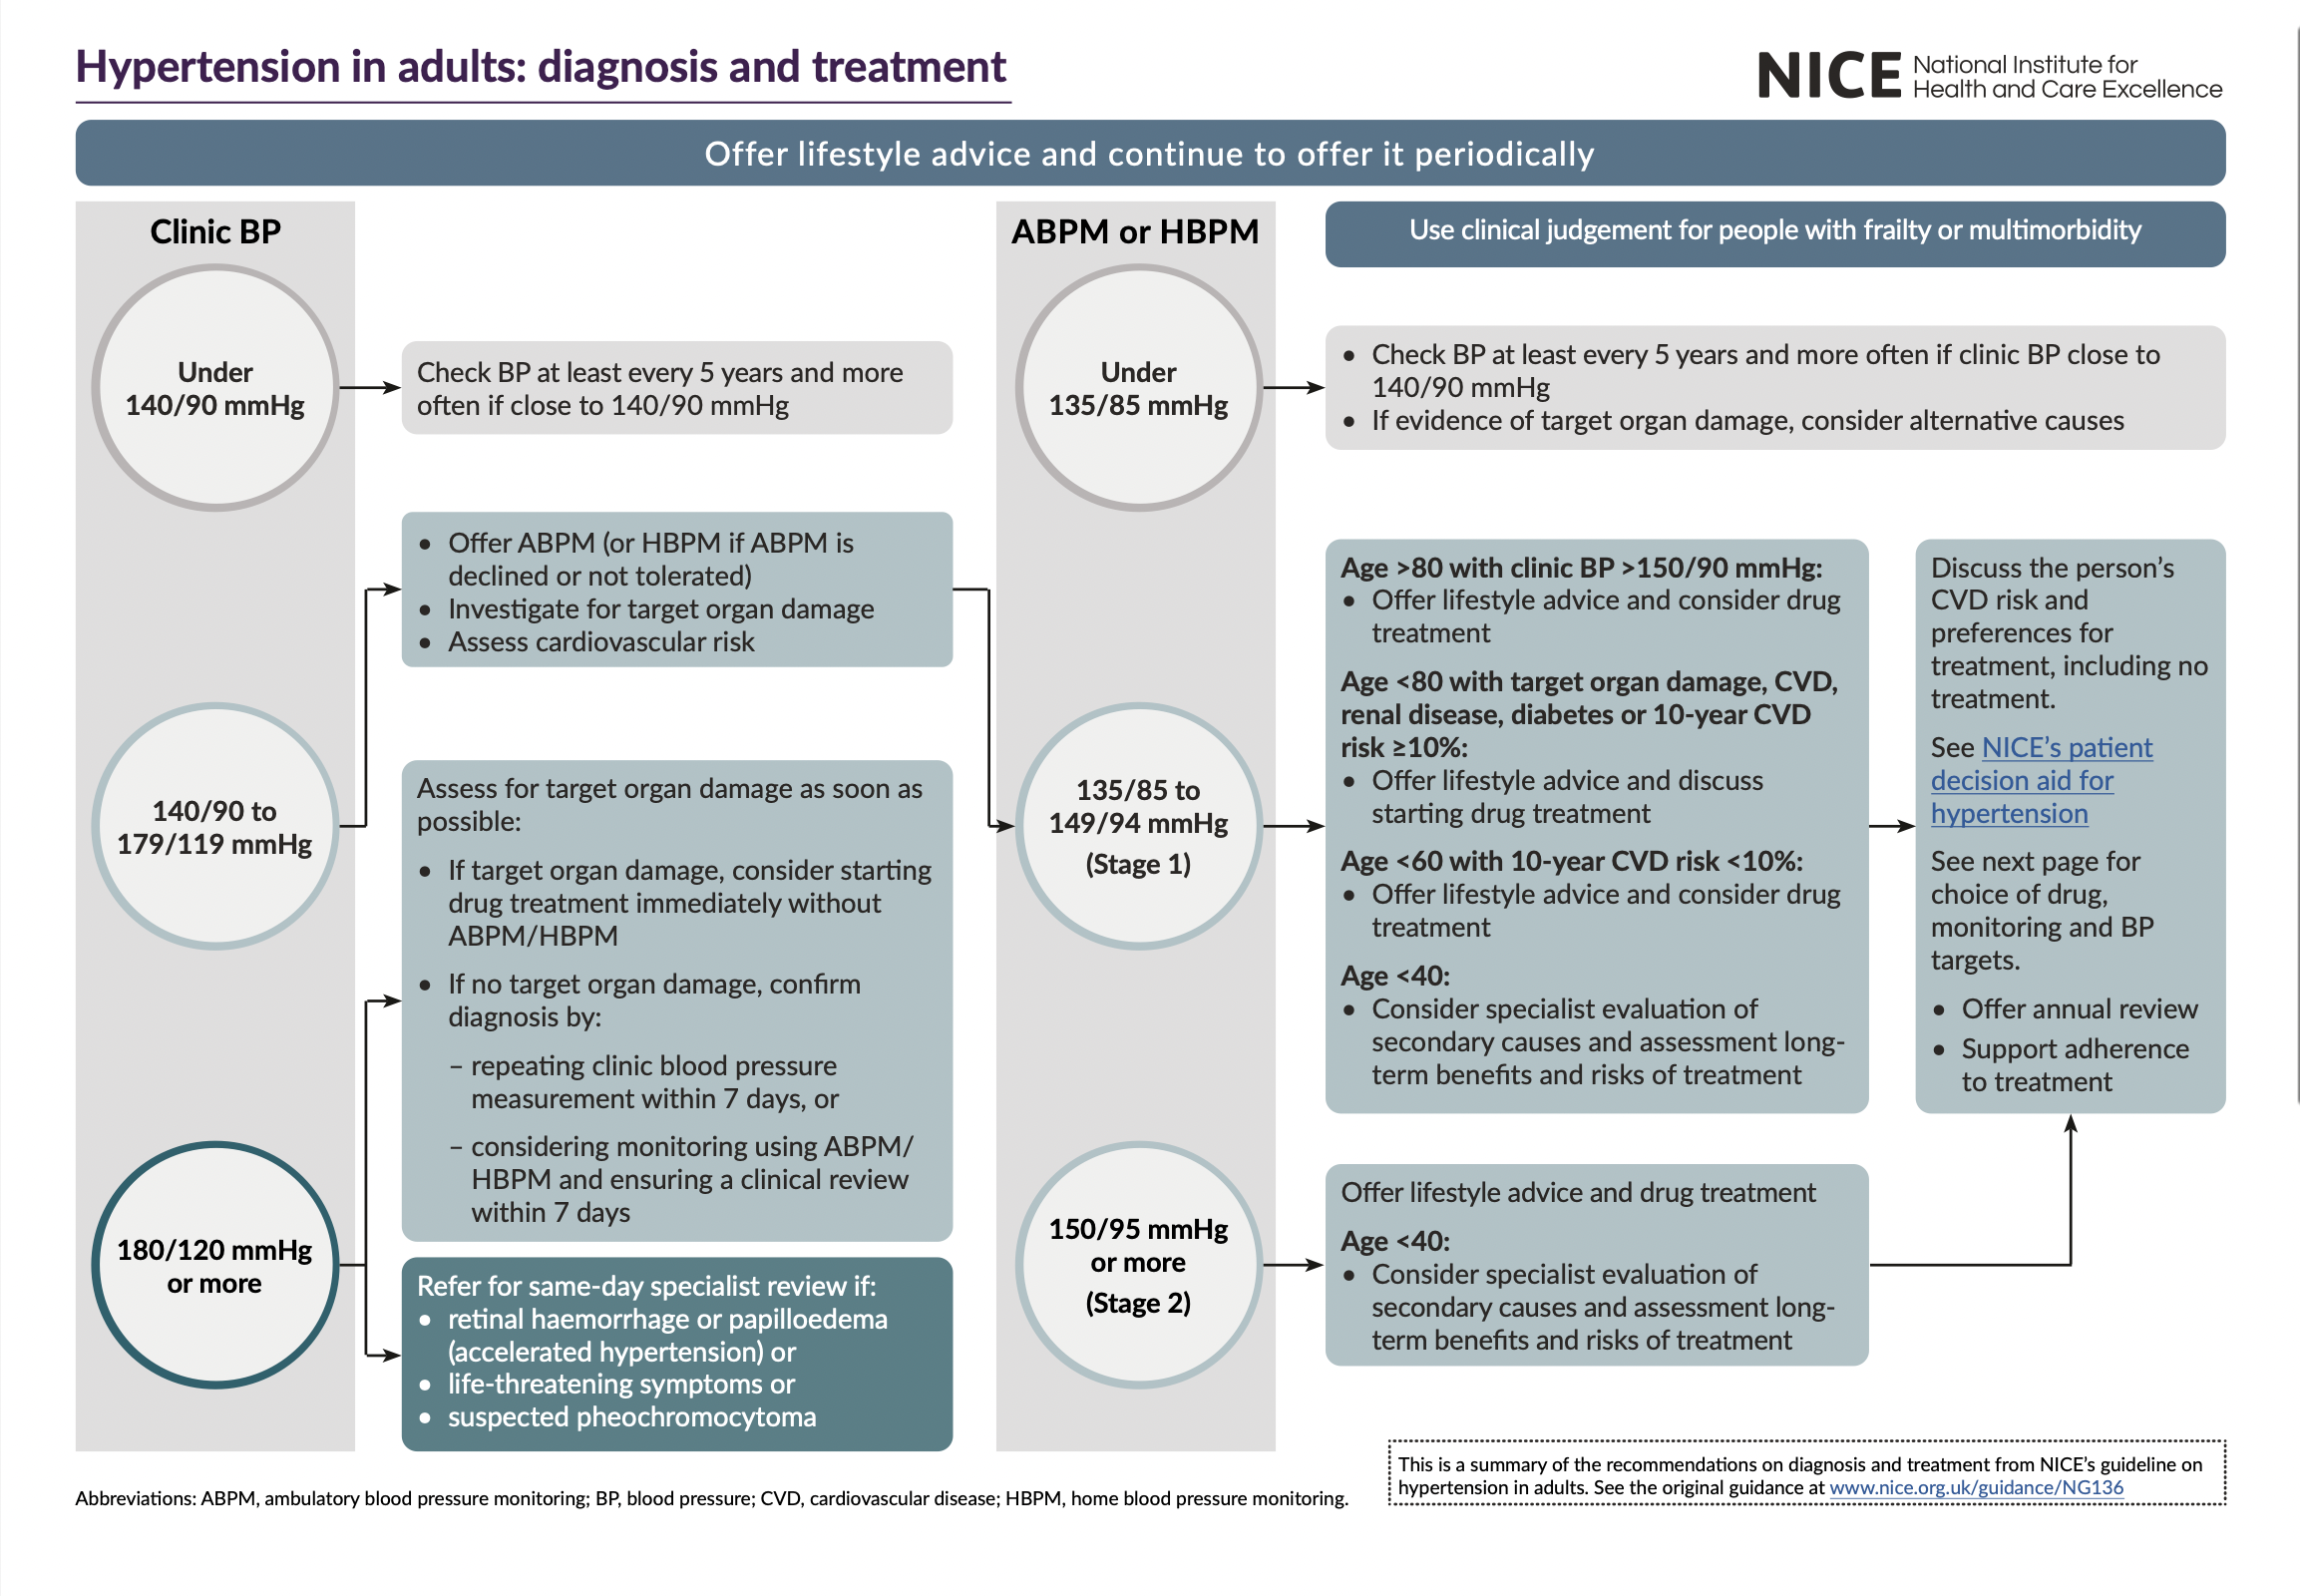 Hypertension in adults: diagnosis and treatment
NICE National Institute for
Health and Care Excellence
Offer lifestyle advice and continue to offer it periodically
Clinic BP
Under
140/90 mmHg
Check BP at least every 5 years and more
often if close to 140/90 mmHg
140/90 to
179/119 mmHg
• Offer ABPM (or HBPM if ABPM is
declined or not tolerated)
• Investigate for target organ damage
• Assess cardiovascular risk
180/120 mmHg
or more
Assess for target organ damage as soon as
possible:
• If target organ damage, consider starting
drug treatment immediately without
ABPM/HBPM
• If no target organ damage, confirm
diagnosis by:
– repeating clinic blood pressure
measurement within 7 days, or
– considering monitoring using ABPM/
HBPM and ensuring a clinical review
within 7 days
Refer for same-day specialist review if:
• retinal haemorrhage or papilloedema
(accelerated hypertension) or
• life-threatening symptoms or
• suspected pheochromocytoma
ABPM or HBPM
Use clinical judgement for people with frailty or multimorbidity
Under
135/85 mmHg
• Check BP at least every 5 years and more often if clinic BP close to
140/90 mmHg
• If evidence of target organ damage, consider alternative causes
135/85 to
149/94 mmHg
(Stage 1)
Age >80 with clinic BP >150/90 mmHg:
• Offer lifestyle advice and consider drug
treatment
Age <80 with target organ damage, CVD,
renal disease, diabetes or 10-year CVD
risk ≥10%:
• Offer lifestyle advice and discuss
starting drug treatment
Age <60 with 10-year CVD risk <10%:
• Offer lifestyle advice and consider drug
treatment
Age <40:
• Consider specialist evaluation of
secondary causes and assessment long-
term benefits and risks of treatment
Discuss the person’s
CVD risk and
preferences for
treatment, including no
treatment.
See NICE’s patient
decision aid for
hypertension
See next page for
choice of drug,
monitoring and BP
targets.
• Offer annual review
• Support adherence
to treatment
150/95 mmHg
or more
(Stage 2)
Offer lifestyle advice and drug treatment
Age <40:
• Consider specialist evaluation of
secondary causes and assessment long-
term benefits and risks of treatment
Abbreviations: ABPM, ambulatory blood pressure monitoring; BP, blood pressure; CVD, cardiovascular disease; HBPM, home blood pressure monitoring.
This is a summary of the recommendations on diagnosis and treatment from NICE’s guideline on
hypertension in adults. See the original guidance at www.nice.org.uk/guidance/NG136